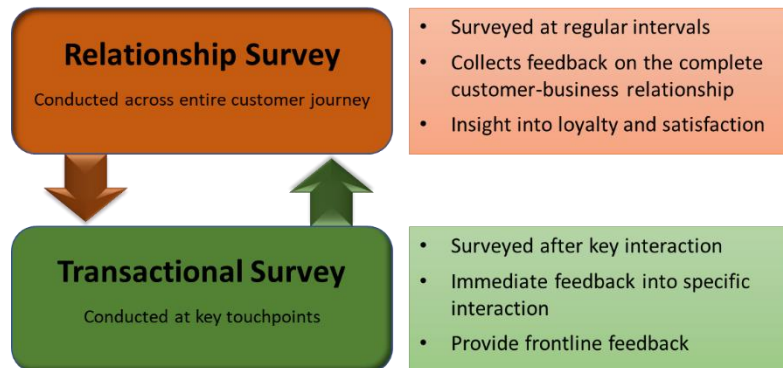 Relationship Survey
Conducted across entire customer journey
• Surveyed at regular intervals
• Collects feedback on the complete
customer-business relationship
• Insight into loyalty and satisfaction
Transactional Survey
Conducted at key touchpoints
• Surveyed after key interaction
• Immediate feedback into specific
interaction
• Provide frontline feedback